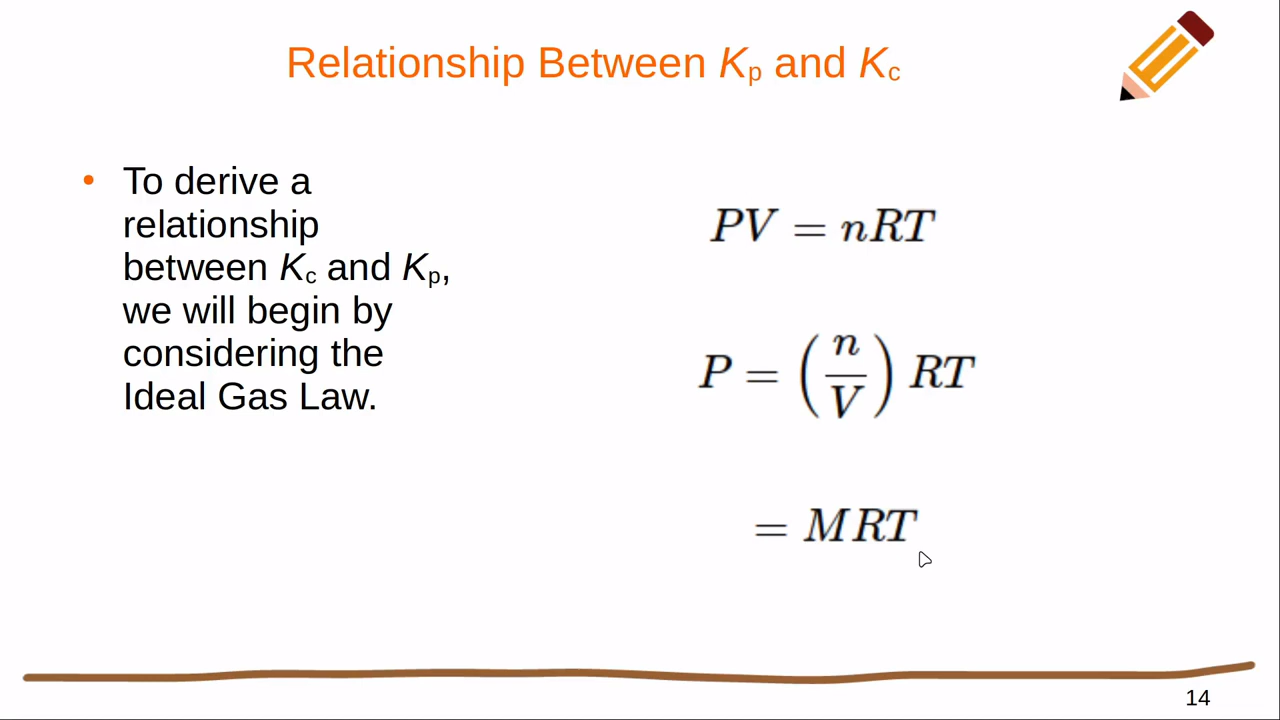 Relationship Between Kp and Kc
• To derive a
relationship
between Kc and Kp,
we will begin by
considering the
Ideal Gas Law.
PV = nRT
P = (n/V) RT
= MRT
14